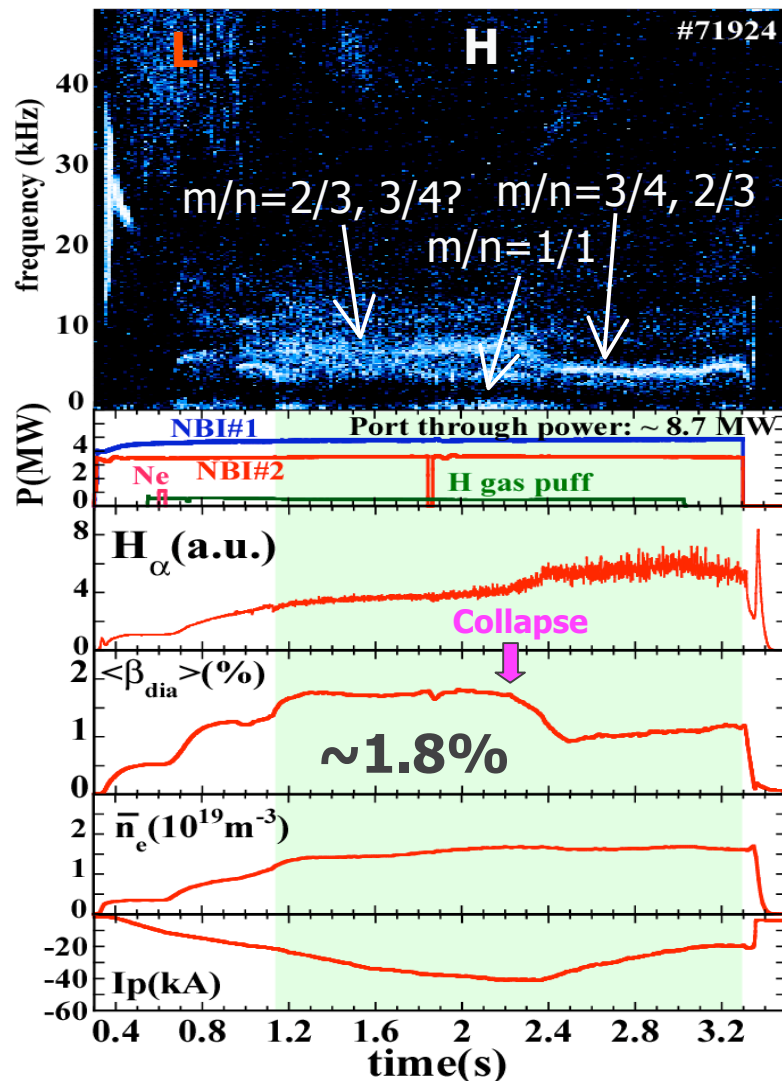 L H #71924
40
30
20
10
0
frequency (kHz)
m/n=2/3, 3/4?
m/n=3/4, 2/3
m/n=1/1
P(MW)
4
2
0
NBI#1
Port through power: ~ 8.7 MW
Ne
NBI#2
H gas puff
8
4
0
Hα(a.u.)
Collapse
2
1
0
<βdia>(%)
~1.8%
2
1
0
n̅e(10¹⁹m⁻³)
-20
-40
-60
Ip(kA)
0.4 0.8 1.2 1.6 2 2.4 2.8 3.2
time(s)